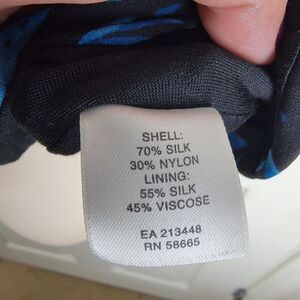 SHELL:
70% SILK
30% NYLON
LINING:
55% SILK
45% VISCOSE
EA 213448
RN 58665